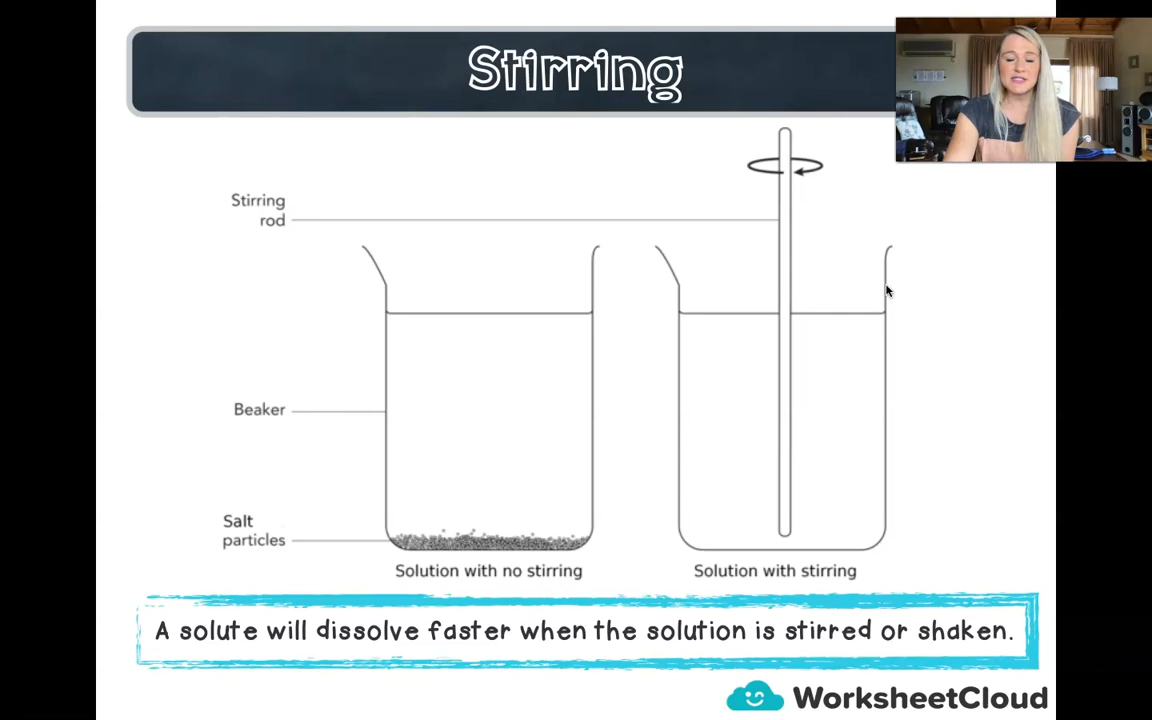 Stirring
Stirring
rod
Beaker
Salt
particles
Solution with no stirring
Solution with stirring
A solute will dissolve faster when the solution is stirred or shaken.
WorksheetCloud